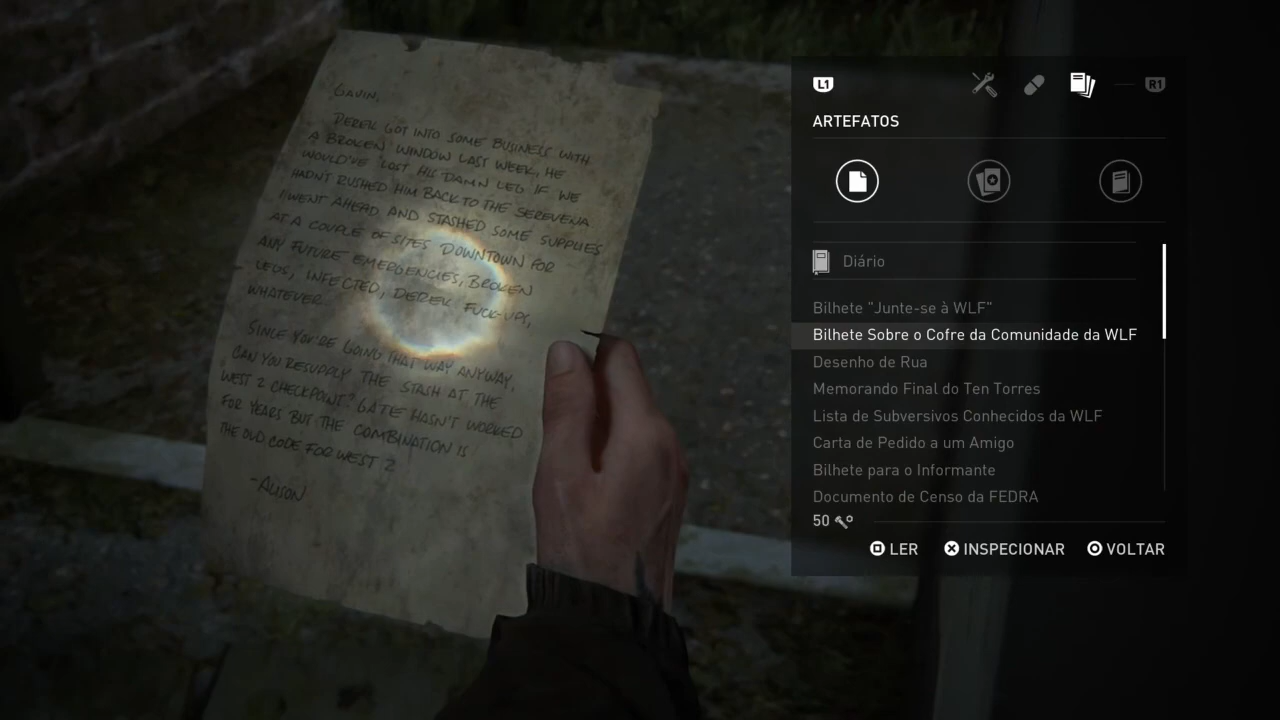 GAVIN,
DEREK GOT INTO SOME BUSINESS WITH
A BROKEN WINDOW LAST WEEK, HE
WOULD'VE LOST HIS DAMN LEG IF WE
HADN'T RUSHED HIM BACK TO THE SEREVENA.
I WENT AHEAD AND STASHED SOME SUPPLIES
AT A COUPLE OF SITES DOWNTOWN FOR
ANY FUTURE EMERGENCIES, BROKEN
LEGS, INFECTED, DEREK FUCK-UPS,
WHATEVER.
SINCE YOU'RE GOING THAT WAY ANYWAY,
CAN YOU RESUPPLY THE STASH AT THE
WEST 2 CHECKPOINT? GATE HASN'T WORKED
FOR YEARS BUT THE COMBINATION IS
THE OLD CODE FOR WEST 2
-ALISON
L1
R1
ARTEFATOS
Diário
Bilhete "Junte-se à WLF"
Bilhete Sobre o Cofre da Comunidade da WLF
Desenho de Rua
Memorando Final do Ten Torres
Lista de Subversivos Conhecidos da WLF
Carta de Pedido a um Amigo
Bilhete para o Informante
Documento de Censo da FEDRA
50
LER INSPECIONAR VOLTAR